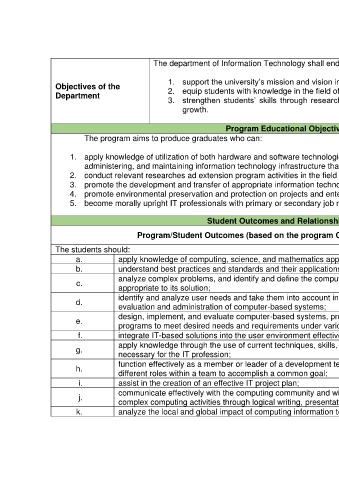 The department of Information Technology shall end
Objectives of the
Department
1. support the university's mission and vision in
2. equip students with knowledge in the field of
3. strengthen students' skills through research
growth.
Program Educational Objectiv
The program aims to produce graduates who can:
1. apply knowledge of utilization of both hardware and software technologi
administering, and maintaining information technology infrastructure tha
2. conduct relevant researches ad extension program activities in the field
3. promote the development and transfer of appropriate information techno
4. promote environmental preservation and protection on projects and ente
5. become morally upright IT professionals with primary or secondary job r
Student Outcomes and Relationshi
Program/Student Outcomes (based on the program C
The students should:
a. apply knowledge of computing, science, and mathematics app
b. understand best practices and standards and their applications
c. analyze complex problems, and identify and define the comput
appropriate to its solution;
d. identify and analyze user needs and take them into account in
evaluation and administration of computer-based systems;
e. design, implement, and evaluate computer-based systems, pro
programs to meet desired needs and requirements under vario
f. integrate IT-based solutions into the user environment effective
g. apply knowledge through the use of current techniques, skills,
necessary for the IT profession;
h. function effectively as a member or leader of a development te
different roles within a team to accomplish a common goal;
i. assist in the creation of an effective IT project plan;
j. communicate effectively with the computing community and wi
complex computing activities through logical writing, presentat
k. analyze the local and global impact of computing information t